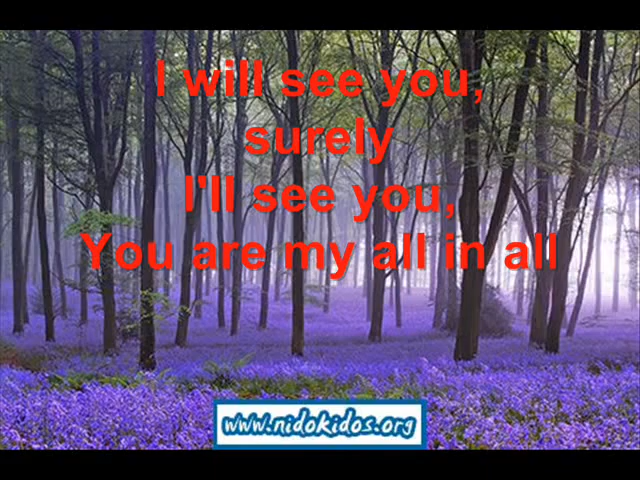 I will see you,
surely
I'll see you,
You are my all in all
www.nidokidos.org